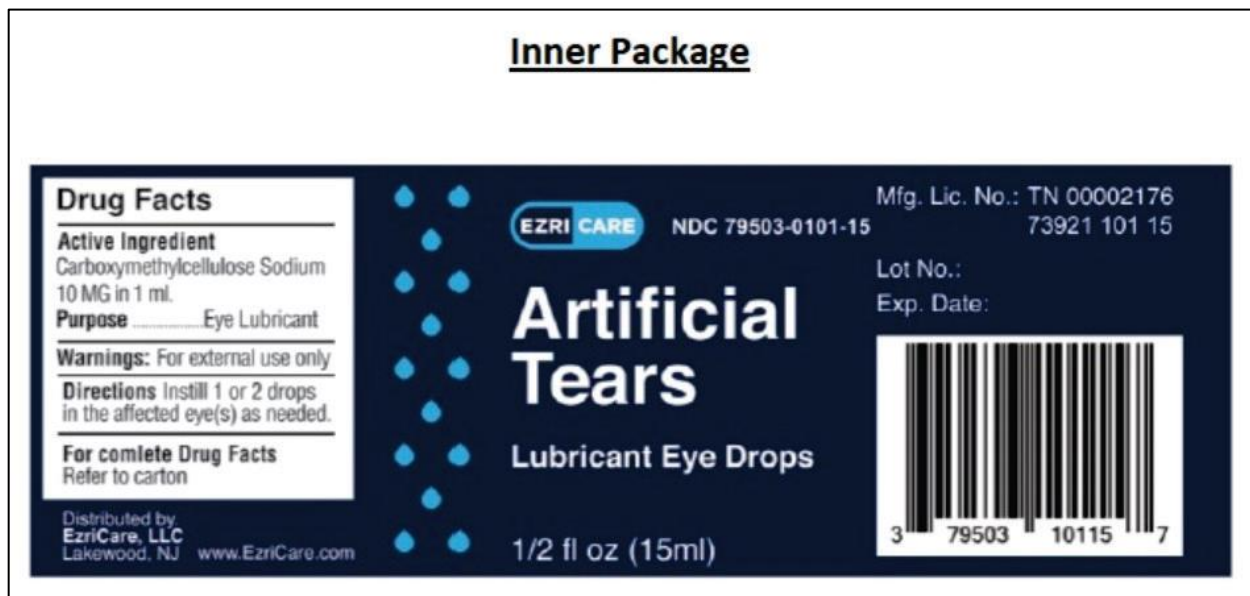 Inner Package
Drug Facts
Active Ingredient
Carboxymethylcellulose Sodium
10 MG in 1 ml.
Purpose ..................Eye Lubricant
Warnings: For external use only
Directions Instill 1 or 2 drops
in the affected eye(s) as needed.
For comlete Drug Facts
Refer to carton
Distributed by
EzriCare, LLC
Lakewood, NJ www.EzriCare.com
EZRI CARE NDC 79503-0101-15
Artificial
Tears
Lubricant Eye Drops
1/2 fl oz (15ml)
Mfg. Lic. No.: TN 00002176
73921 101 15
Lot No.:
Exp. Date:
3 79503 10115 7